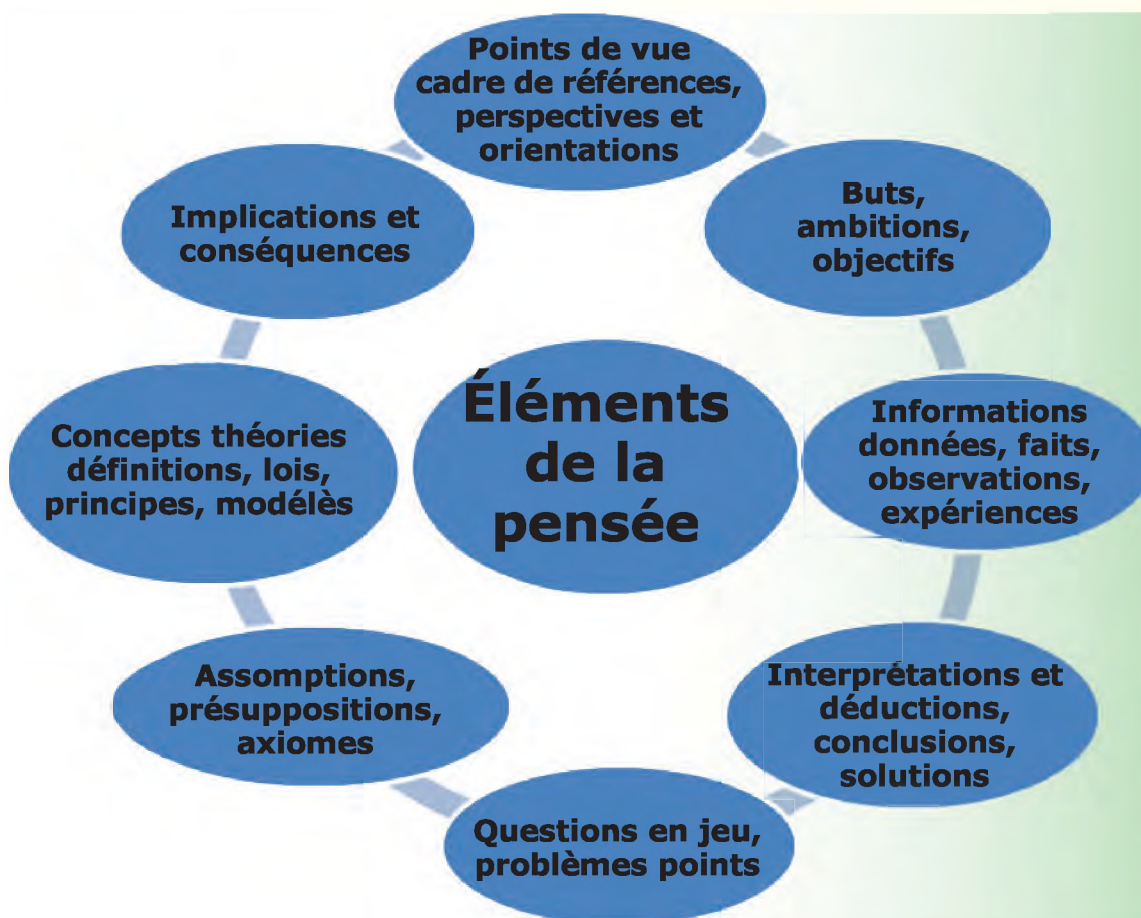 Points de vue
cadre de références,
perspectives et
orientations
Buts,
ambitions,
objectifs
Informations
données, faits,
observations,
expériences
Interprétations et
déductions,
conclusions,
solutions
Questions en jeu,
problèmes points
Assomptions,
présuppositions,
axiomes
Concepts théories
définitions, lois,
principes, modélès
Implications et
conséquences
Éléments
de la
pensée